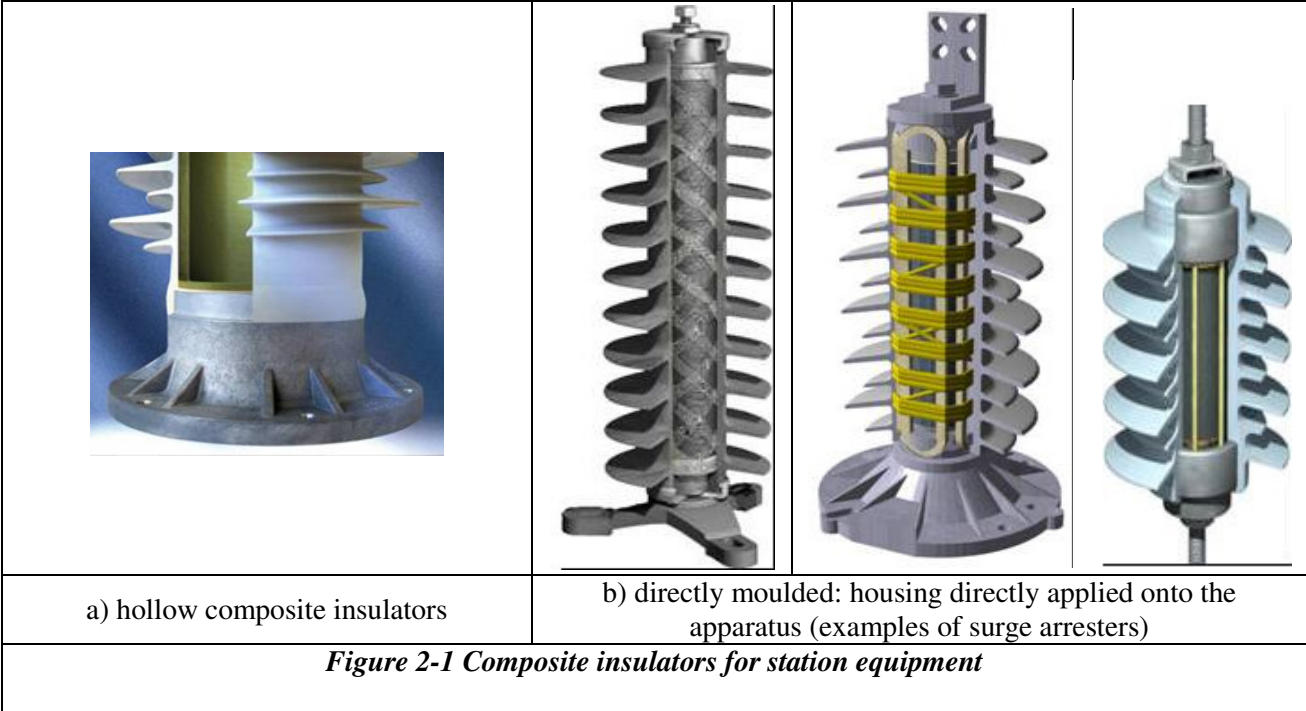 a) hollow composite insulators
b) directly moulded: housing directly applied onto the
apparatus (examples of surge arresters)
Figure 2-1 Composite insulators for station equipment